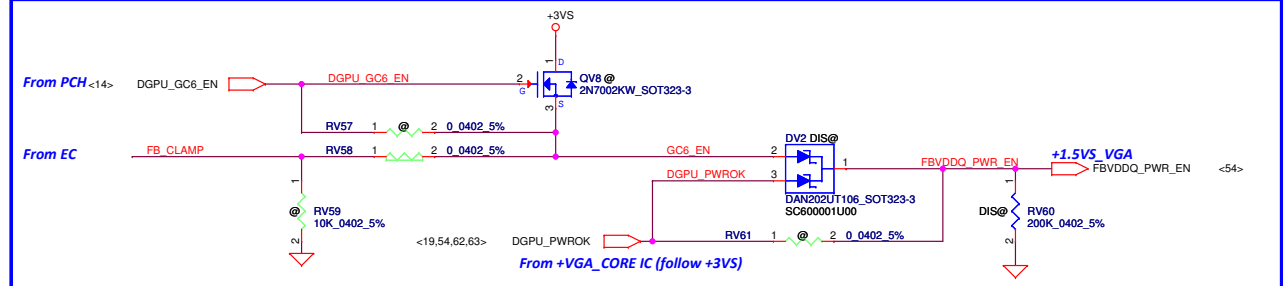 +3VS
1
D
From PCH <14> DGPU_GC6_EN DGPU_GC6_EN 2 G QV8 @
2N7002KW_SOT323-3
3 S
RV57 1 @ 2 0_0402_5%
DV2 DIS@
From EC FB_CLAMP RV58 1 2 0_0402_5% GC6_EN 2
1 FBVDDQ_PWR_EN +1.5VS_VGA
FBVDDQ_PWR_EN <54>
DGPU_PWROK 3
1
@ RV59
10K_0402_5%
2
DAN202UT106_SOT323-3
SC600001U00
1
DIS@ RV60
200K_0402_5%
2
<19,54,62,63> DGPU_PWROK RV61 1 @ 2 0_0402_5%
From +VGA_CORE IC (follow +3VS)